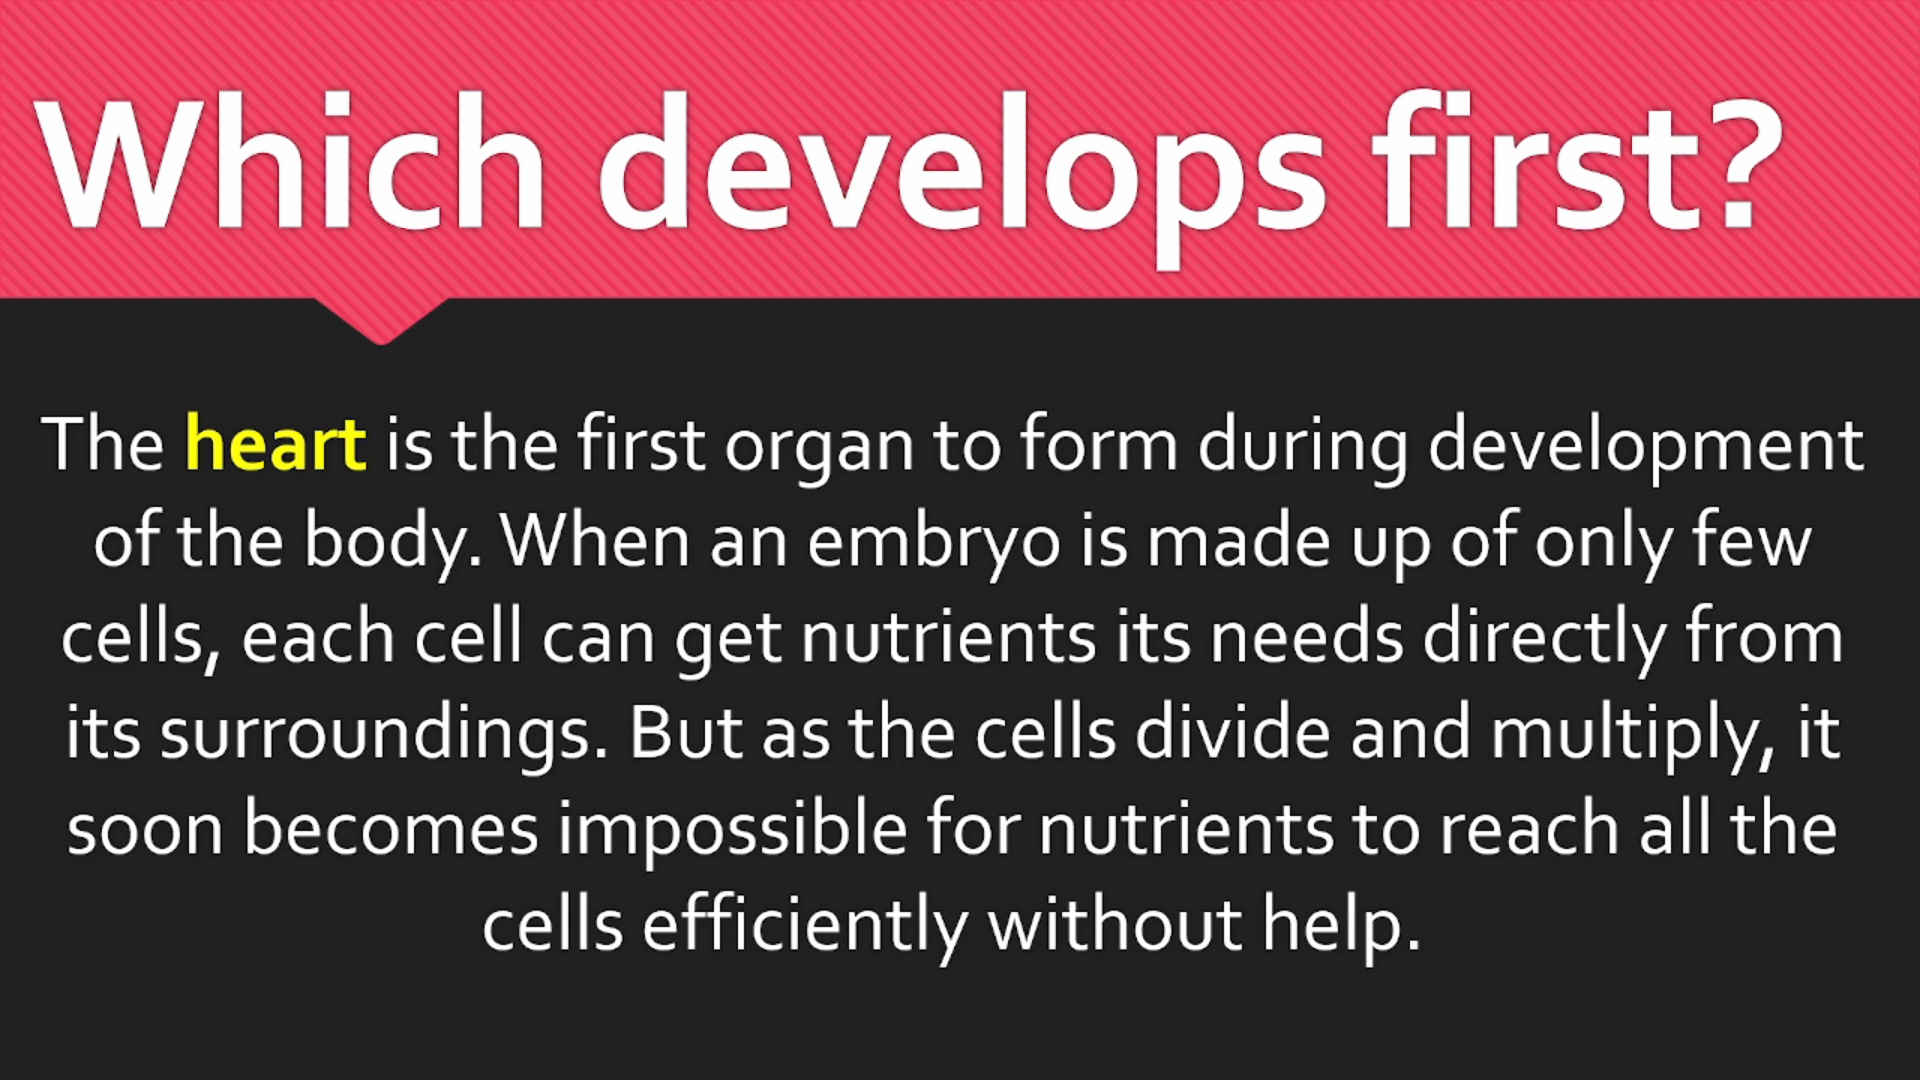 Which develops first?
The heart is the first organ to form during development
of the body. When an embryo is made up of only few
cells, each cell can get nutrients its needs directly from
its surroundings. But as the cells divide and multiply, it
soon becomes impossible for nutrients to reach all the
cells efficiently without help.